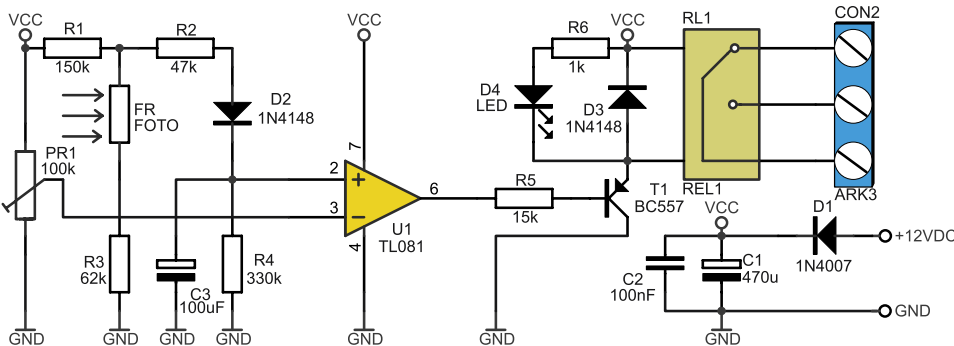 VCC
R1
150k
R2
47k
FR
FOTO
D2
1N4148
PR1
100k
R3
62k
C3
100uF
R4
330k
GND
GND
GND
GND
VCC
7
2
+
3
−
6
4
U1
TL081
GND
R5
15k
GND
R6
1k
VCC
D4
LED
D3
1N4148
T1
BC557
RL1
REL1
CON2
ARK3
VCC
D1
1N4007
+12VDC
C2
100nF
C1
470u
GND
GND